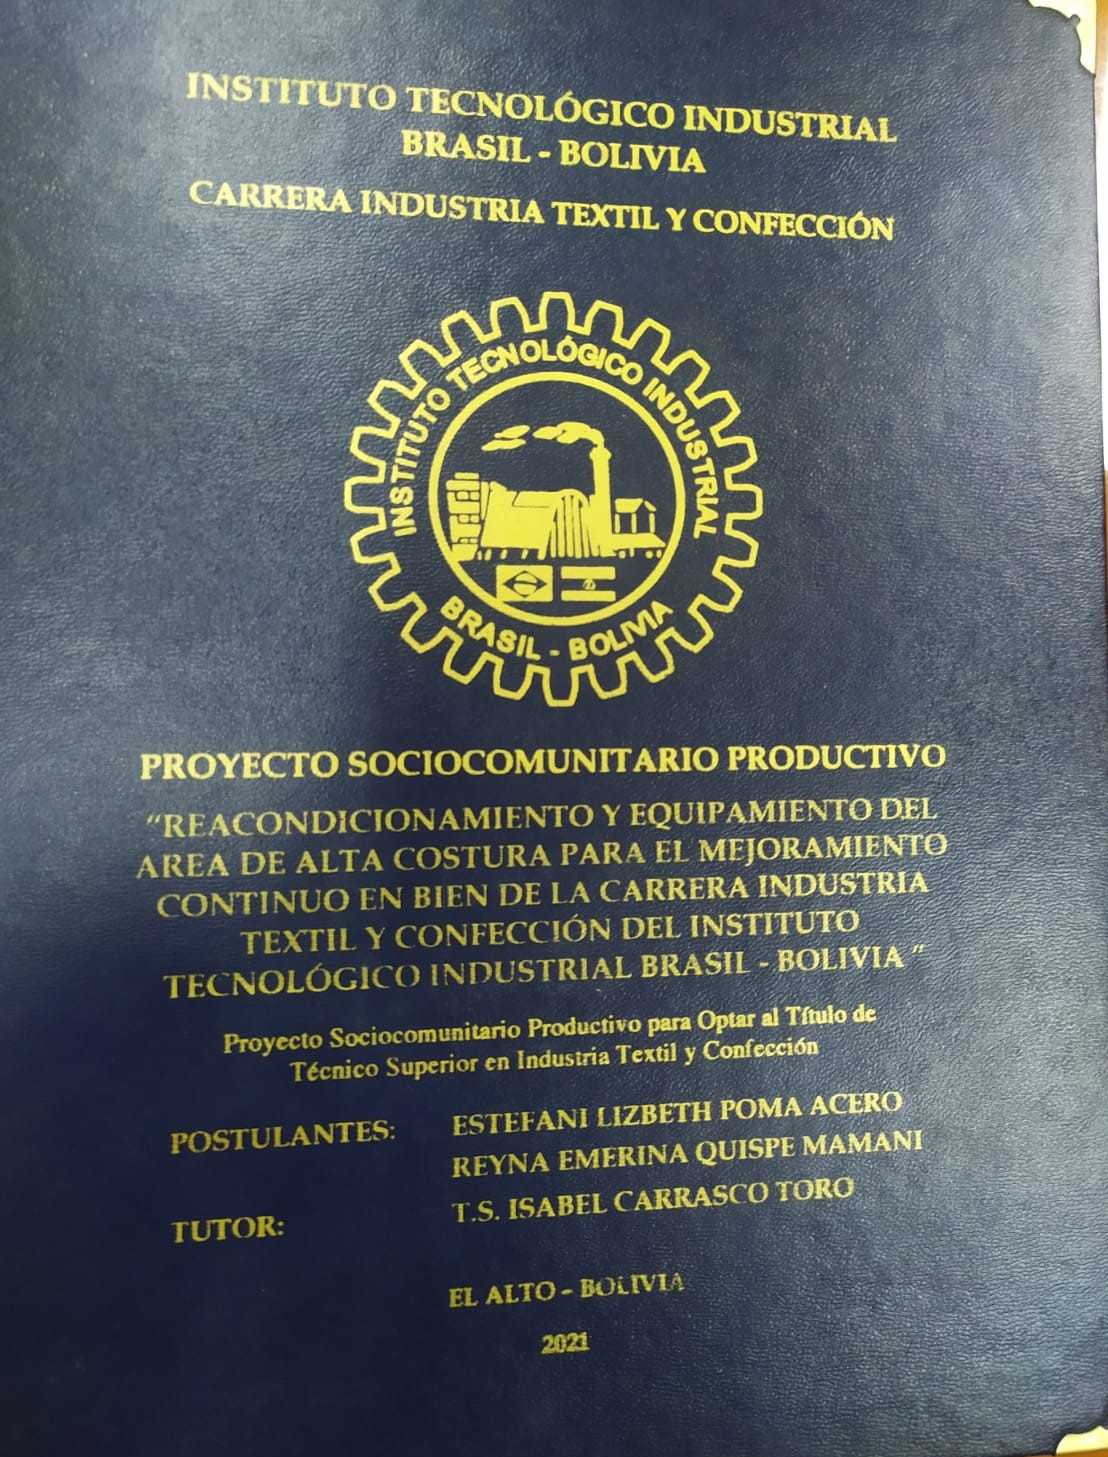 INSTITUTO TECNOLÓGICO INDUSTRIAL
BRASIL - BOLIVIA
CARRERA INDUSTRIA TEXTIL Y CONFECCIÓN
INSTITUTO TECNOLÓGICO INDUSTRIAL
BRASIL - BOLIVIA
PROYECTO SOCIOCOMUNITARIO PRODUCTIVO
“REACONDICIONAMIENTO Y EQUIPAMIENTO DEL
AREA DE ALTA COSTURA PARA EL MEJORAMIENTO
CONTINUO EN BIEN DE LA CARRERA INDUSTRIA
TEXTIL Y CONFECCIÓN DEL INSTITUTO
TECNOLÓGICO INDUSTRIAL BRASIL - BOLIVIA ”
Proyecto Sociocomunitario Productivo para Optar al Título de
Técnico Superior en Industria Textil y Confección
POSTULANTES: ESTEFANI LIZBETH POMA ACERO
REYNA EMERINA QUISPE MAMANI
TUTOR: T.S. ISABEL CARRASCO TORO
EL ALTO - BOLIVIA
2021